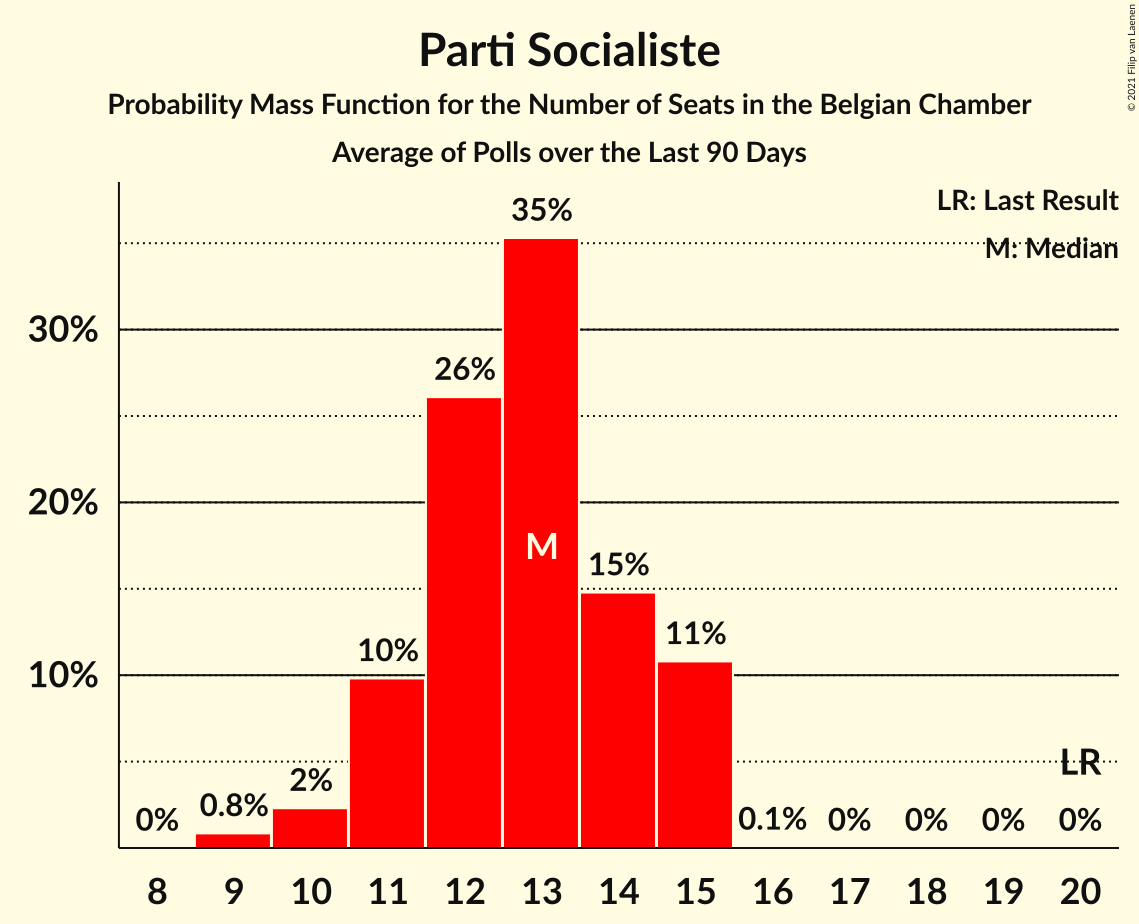 Parti Socialiste
Probability Mass Function for the Number of Seats in the Belgian Chamber
Average of Polls over the Last 90 Days
© 2021 Filip van Laenen
LR: Last Result
M: Median
35%
30%
26%
20%
M
15%
11%
10%
10%
LR
2%
0.8%
0%
0.1%
0%
0%
0%
0%
8 9 10 11 12 13 14 15 16 17 18 19 20